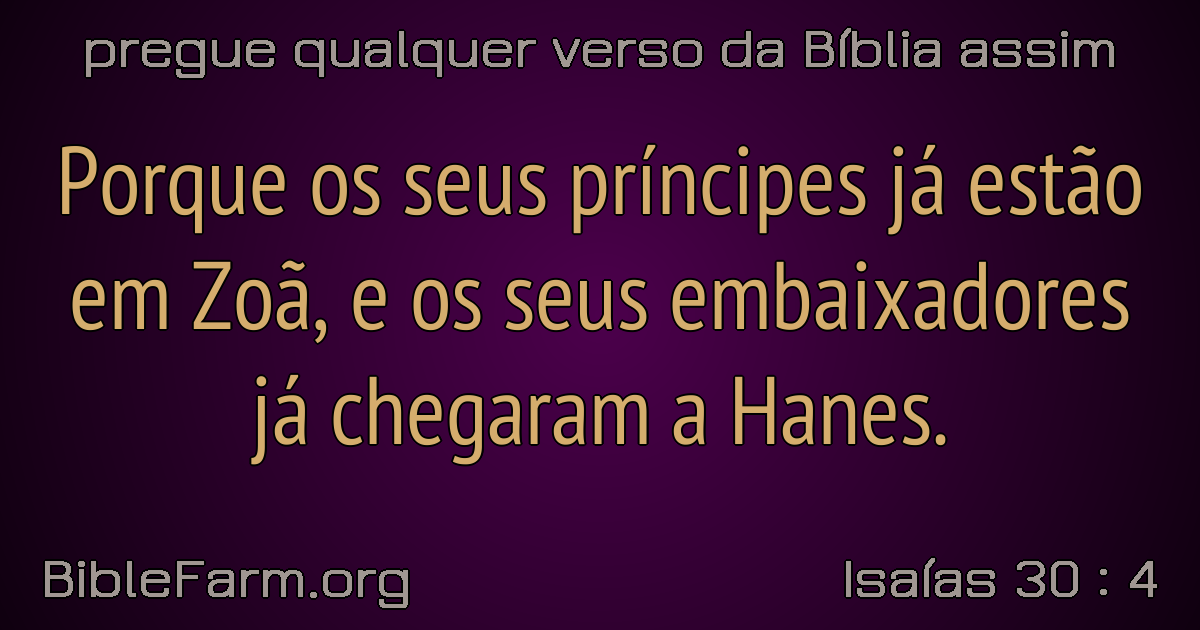 pregue qualquer verso da Bíblia assim
Porque os seus príncipes já estão
em Zoã, e os seus embaixadores
já chegaram a Hanes.
BibleFarm.org
Isaías 30 : 4